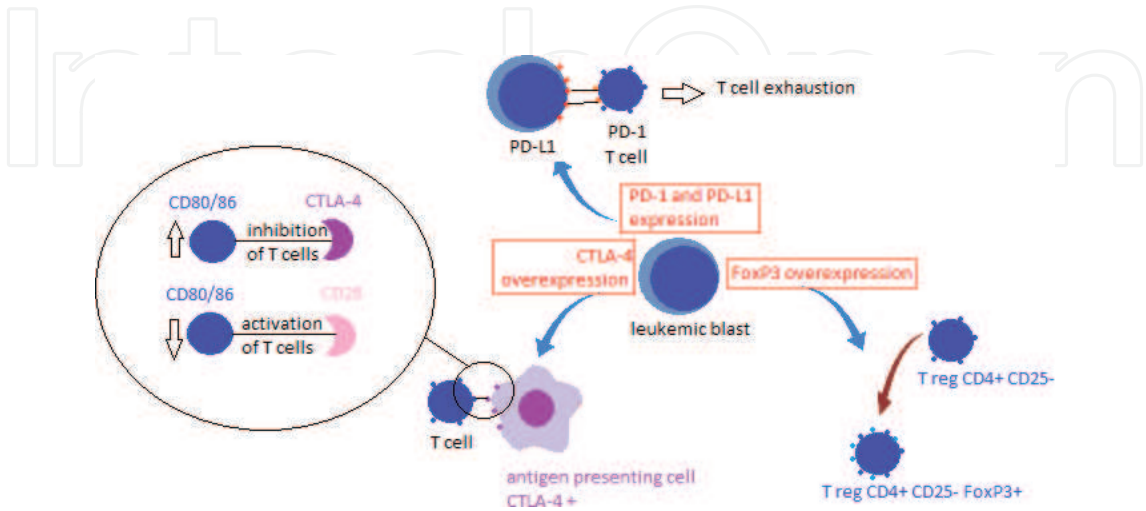 IntechOpen
T cell exhaustion
PD-L1
PD-1
T cell
PD-1 and PD-L1
expression
CD80/86
CTLA-4
inhibition
of T cells
CD80/86
CD28
activation
of T cells
CTLA-4
overexpression
FoxP3 overexpression
leukemic blast
T reg CD4+ CD25-
T cell
antigen presenting cell
CTLA-4 +
T reg CD4+ CD25- FoxP3+